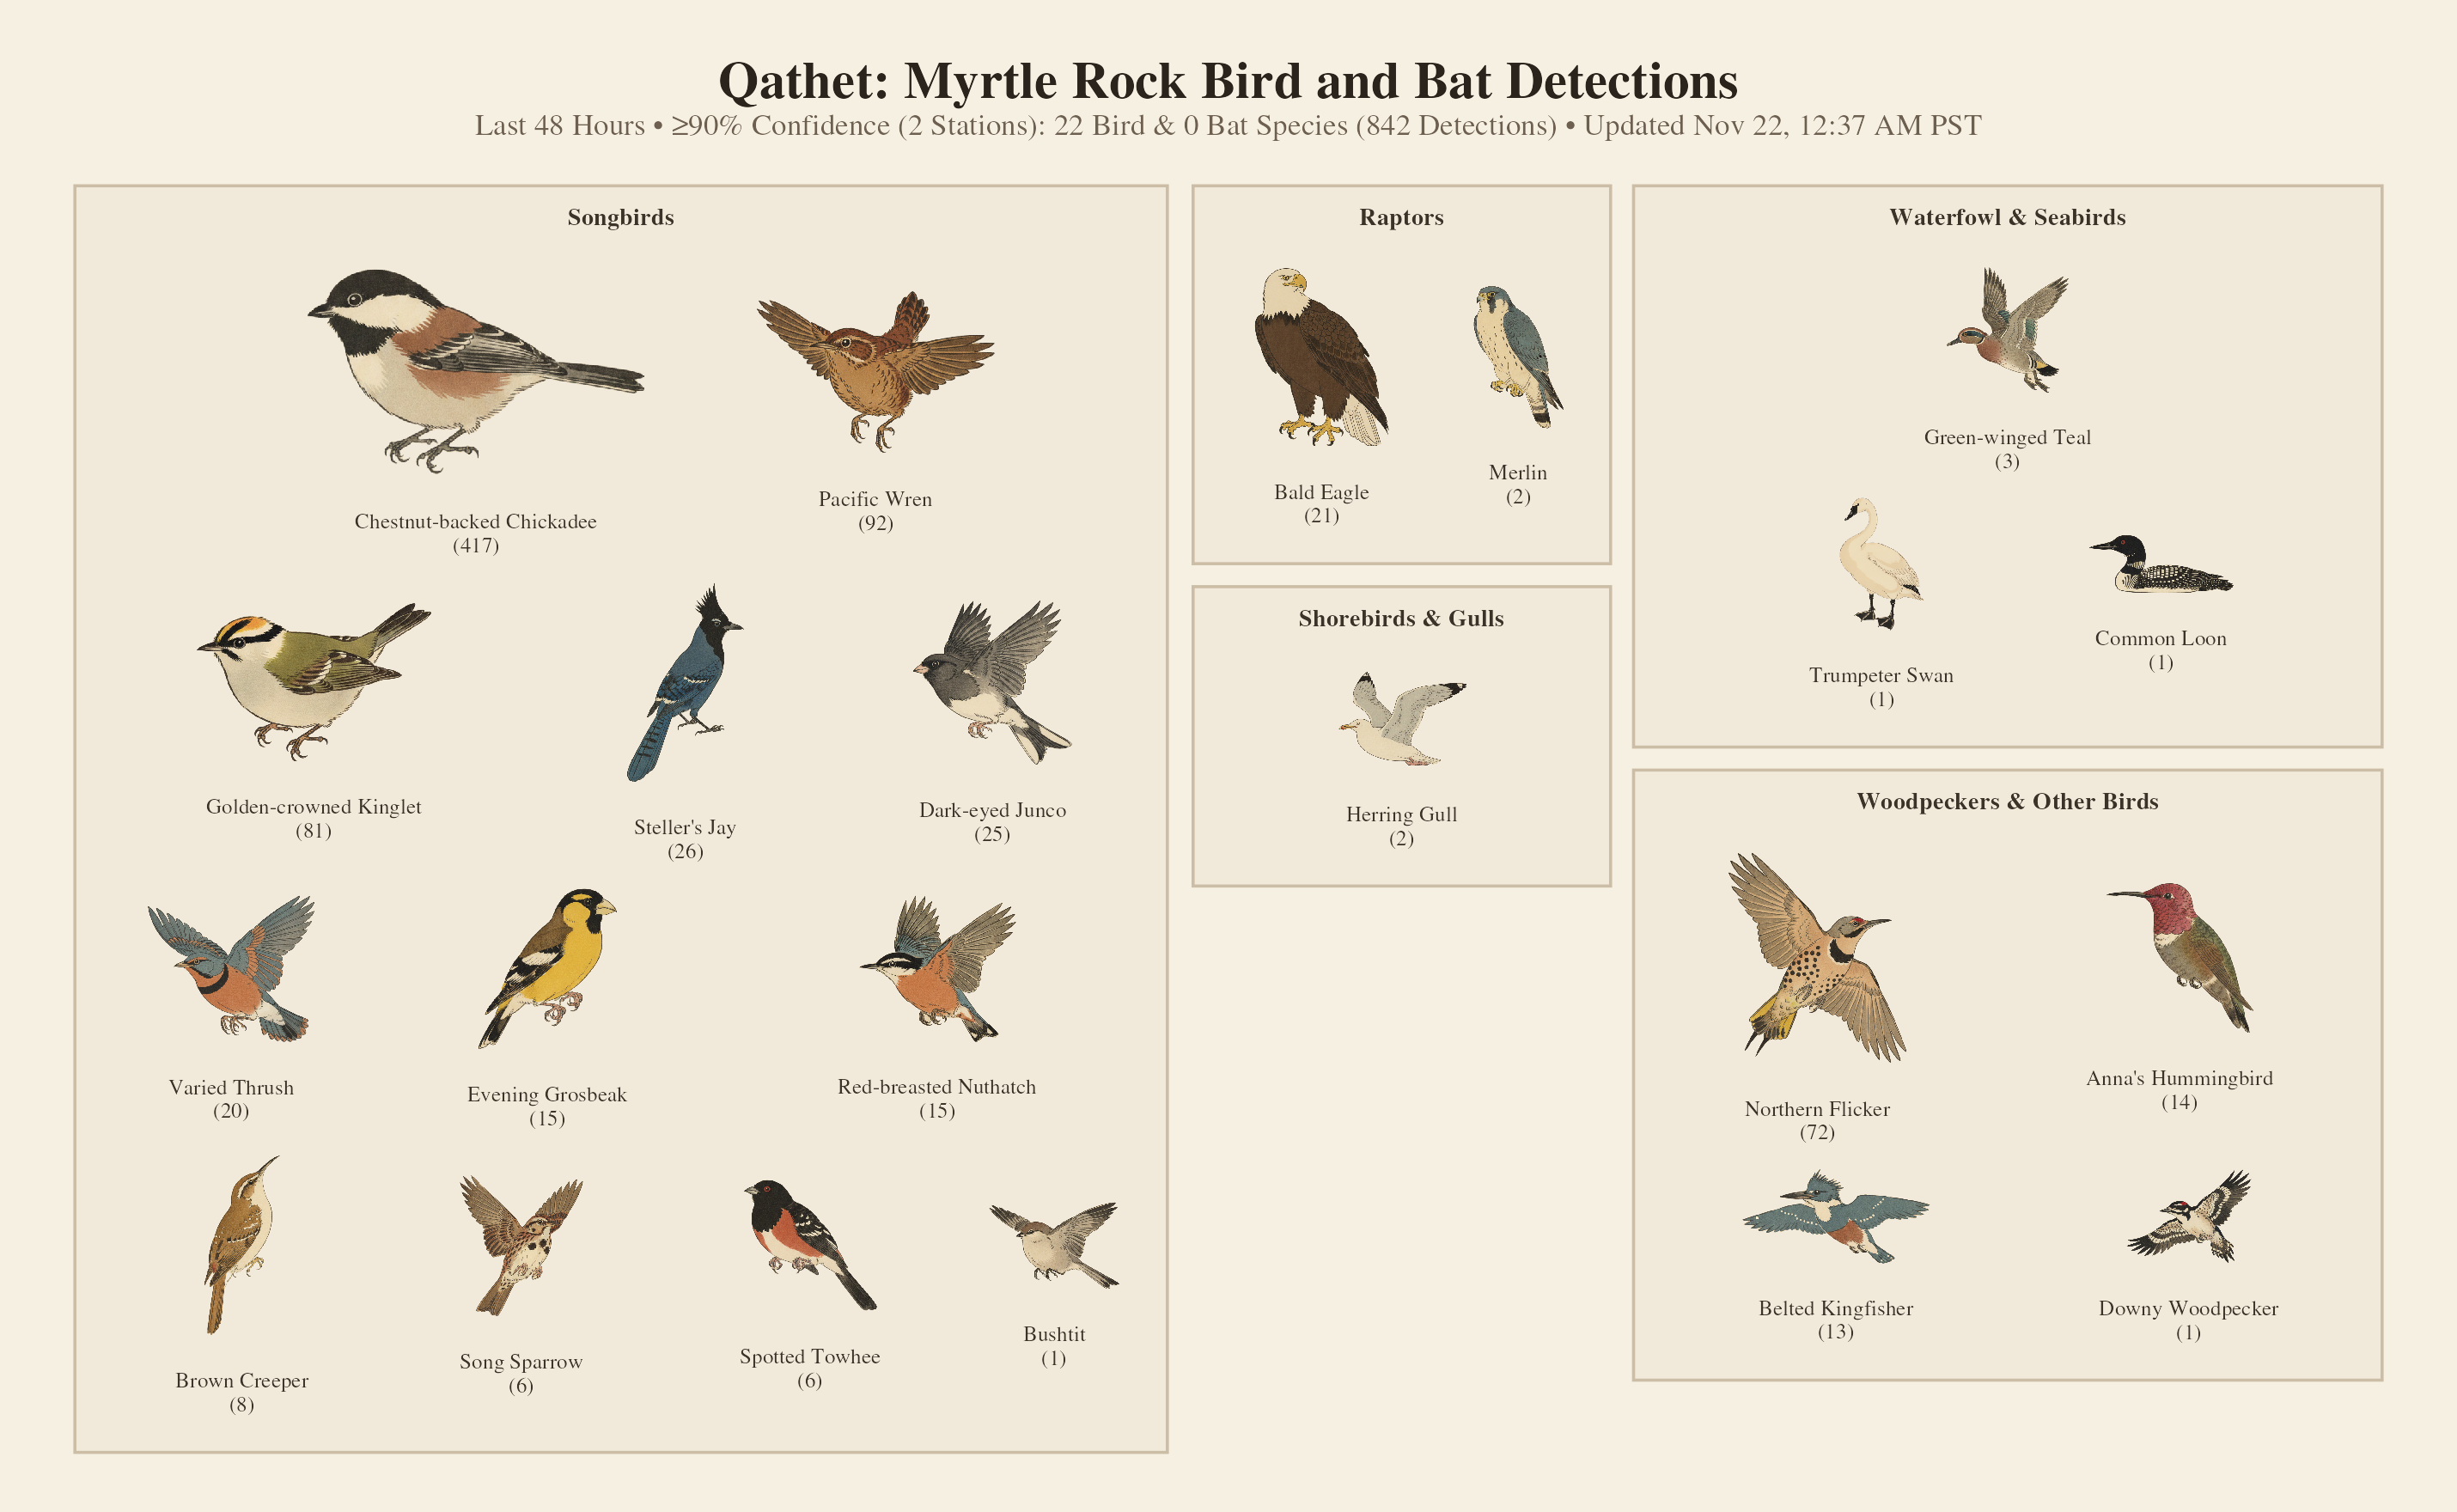 Qathet: Myrtle Rock Bird and Bat Detections
Last 48 Hours • ≥90% Confidence (2 Stations): 22 Bird & 0 Bat Species (842 Detections) • Updated Nov 22, 12:37 AM PST
Songbirds
Chestnut-backed Chickadee
(417)
Pacific Wren
(92)
Golden-crowned Kinglet
(81)
Steller's Jay
(26)
Dark-eyed Junco
(25)
Varied Thrush
(20)
Evening Grosbeak
(15)
Red-breasted Nuthatch
(15)
Brown Creeper
(8)
Song Sparrow
(6)
Spotted Towhee
(6)
Bushtit
(1)
Raptors
Bald Eagle
(21)
Merlin
(2)
Shorebirds & Gulls
Herring Gull
(2)
Waterfowl & Seabirds
Green-winged Teal
(3)
Trumpeter Swan
(1)
Common Loon
(1)
Woodpeckers & Other Birds
Northern Flicker
(72)
Anna's Hummingbird
(14)
Belted Kingfisher
(13)
Downy Woodpecker
(1)